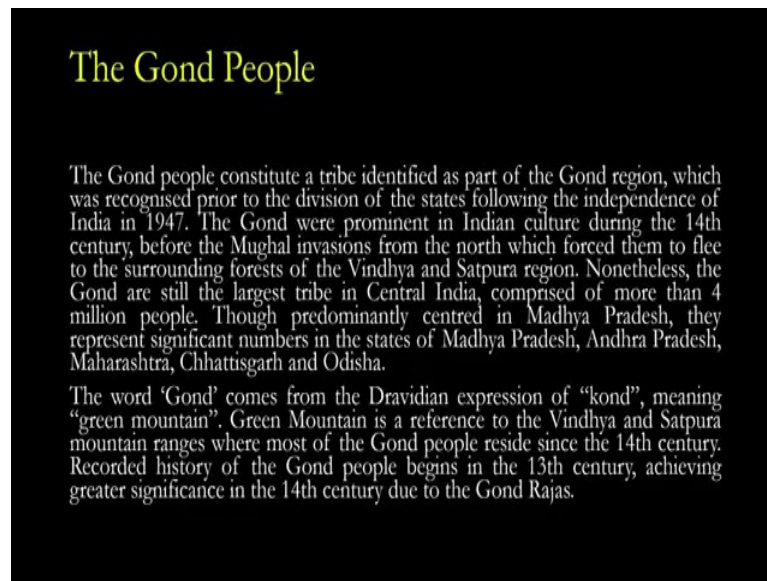 The Gond People
The Gond people constitute a tribe identified as part of the Gond region, which
was recognised prior to the division of the states following the independence of
India in 1947. The Gond were prominent in Indian culture during the 14th
century, before the Mughal invasions from the north which forced them to flee
to the surrounding forests of the Vindhya and Satpura region. Nonetheless, the
Gond are still the largest tribe in Central India, comprised of more than 4
million people. Though predominantly centred in Madhya Pradesh, they
represent significant numbers in the states of Madhya Pradesh, Andhra Pradesh,
Maharashtra, Chhattisgarh and Odisha.
The word ‘Gond’ comes from the Dravidian expression of “kond”, meaning
“green mountain”. Green Mountain is a reference to the Vindhya and Satpura
mountain ranges where most of the Gond people reside since the 14th century.
Recorded history of the Gond people begins in the 13th century, achieving
greater significance in the 14th century due to the Gond Rajas.